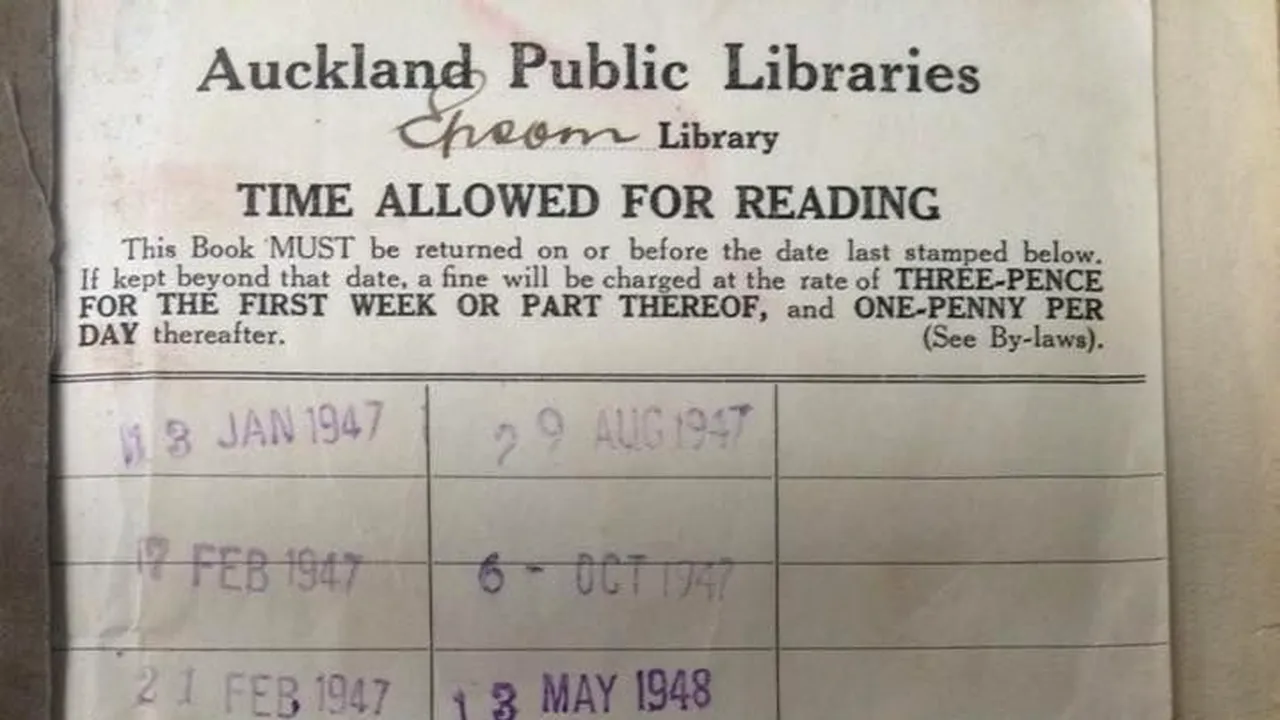 Auckland Public Libraries
Epsom Library
TIME ALLOWED FOR READING
This Book MUST be returned on or before the date last stamped below.
If kept beyond that date, a fine will be charged at the rate of THREE-PENCE
FOR THE FIRST WEEK OR PART THEREOF, and ONE-PENNY PER
DAY thereafter. (See By-laws).
13 JAN 1947 29 AUG 1947
17 FEB 1947 6 - OCT 1947
21 FEB 1947 13 MAY 1948